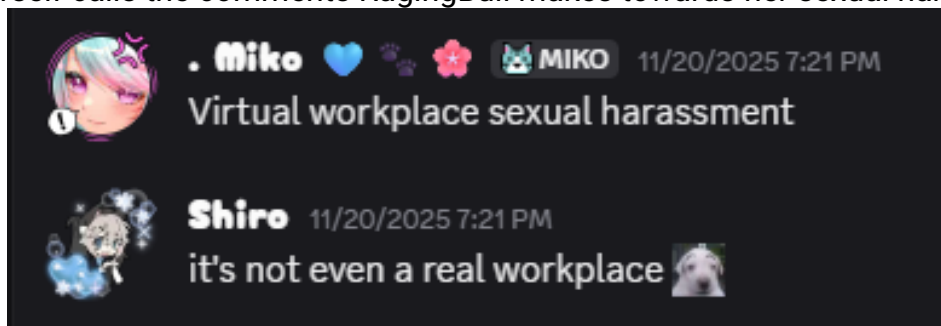 . Miko MIKO 11/20/2025 7:21 PM
Virtual workplace sexual harassment
Shiro 11/20/2025 7:21 PM
it's not even a real workplace